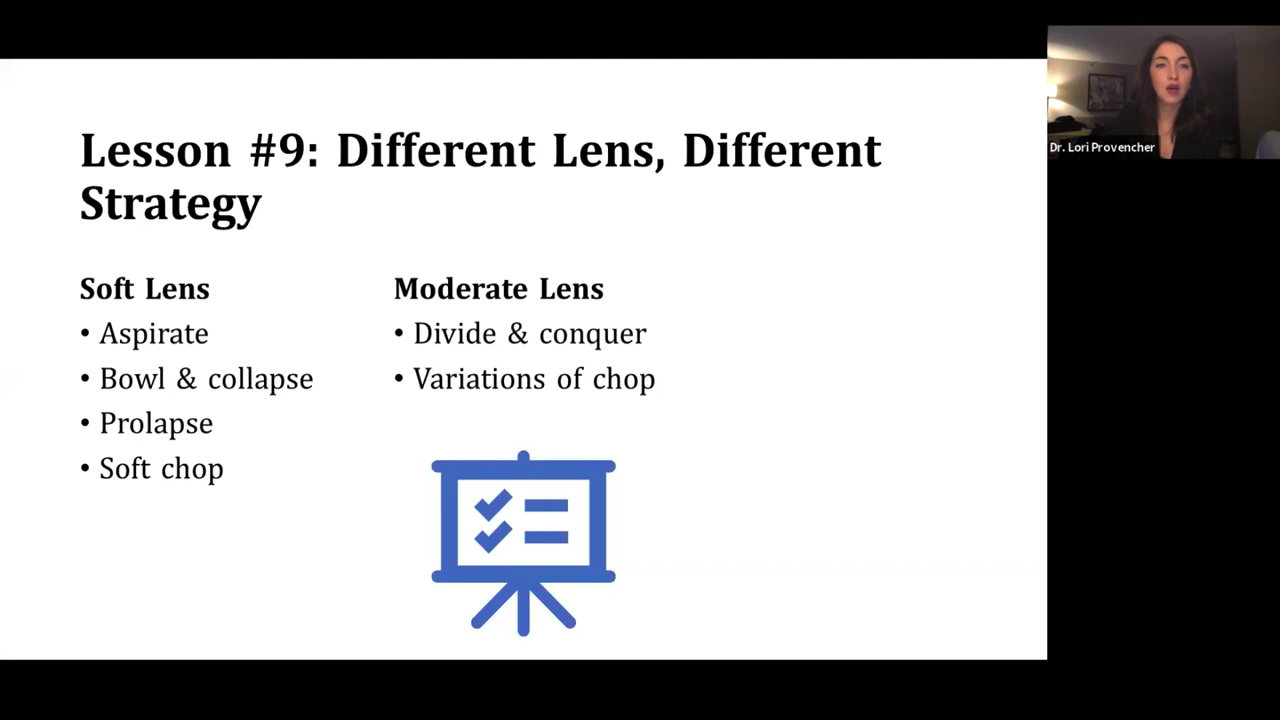 Lesson #9: Different Lens, Different
Strategy
Soft Lens
• Aspirate
• Bowl & collapse
• Prolapse
• Soft chop
Moderate Lens
• Divide & conquer
• Variations of chop
Dr. Lori Provencher